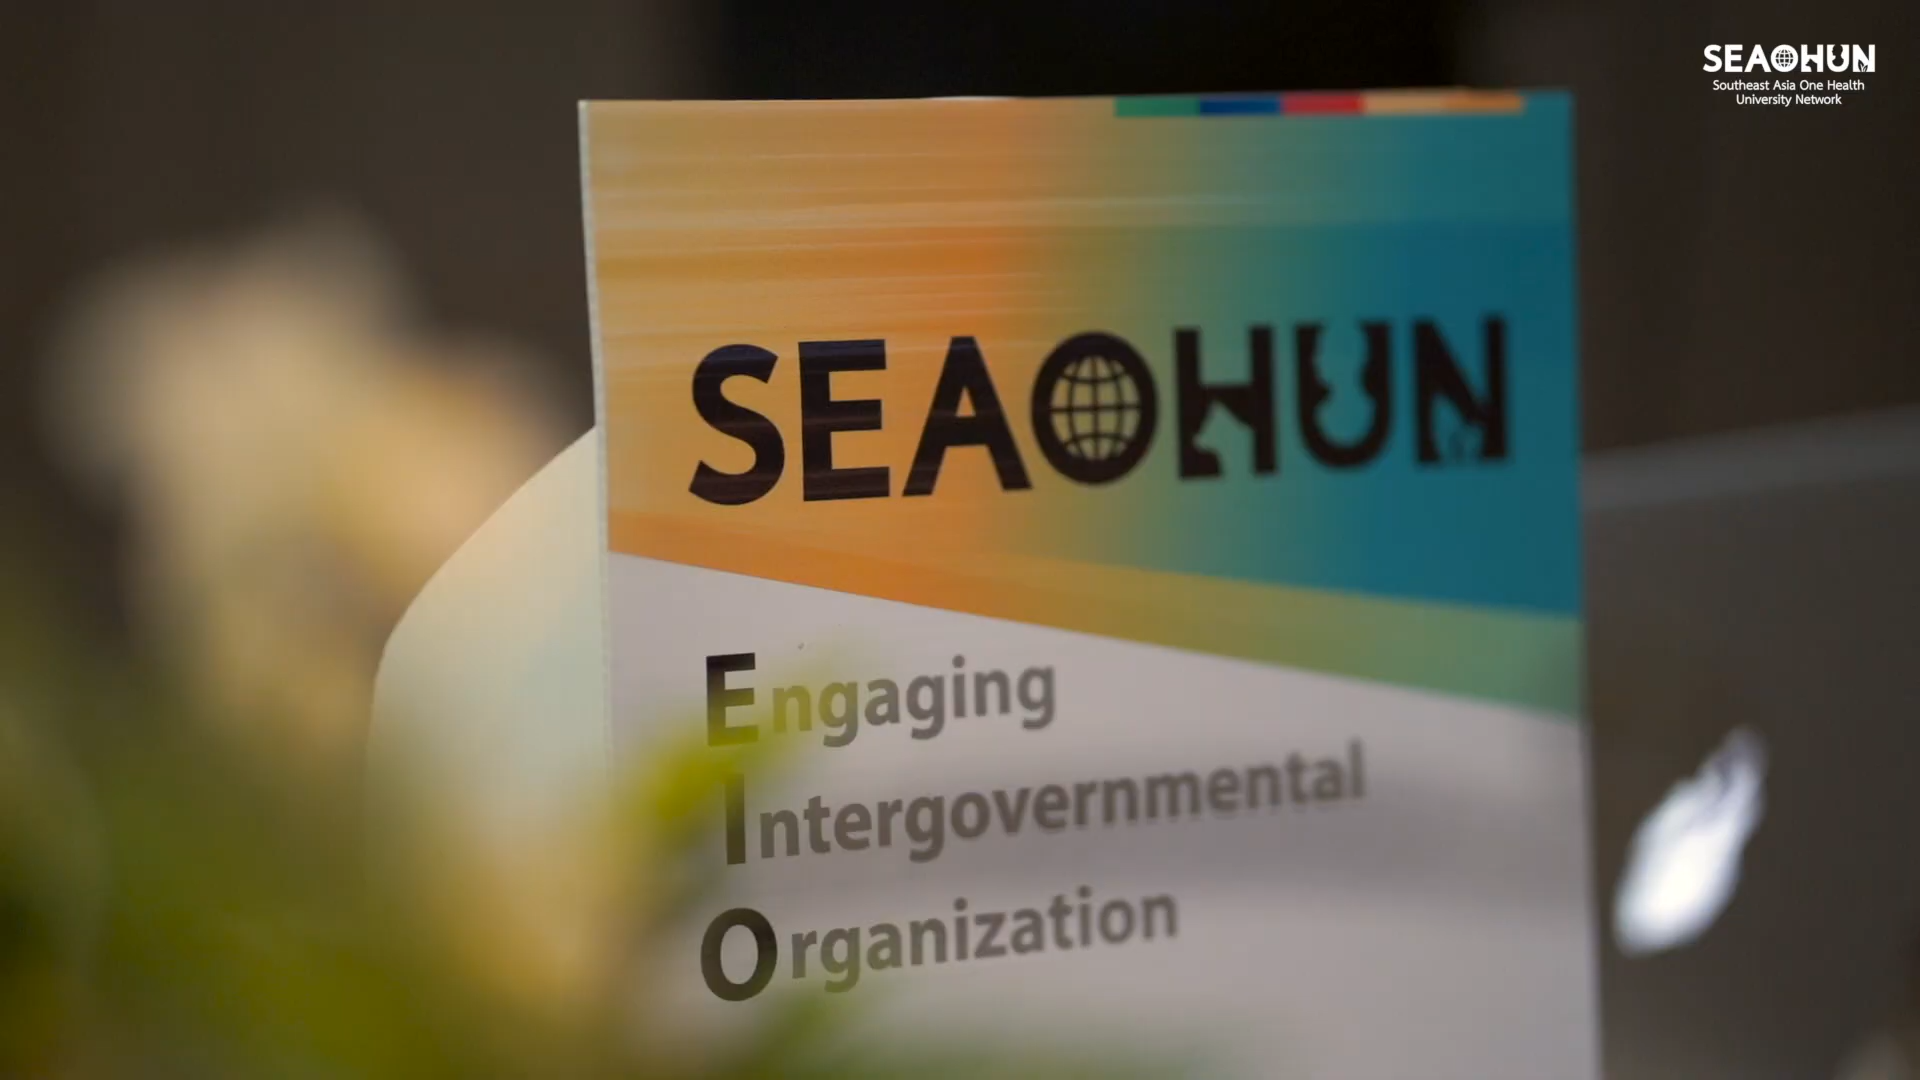 SEAOHUN
Southeast Asia One Health
University Network
SEAOHUN
Engaging
Intergovernmental
Organization